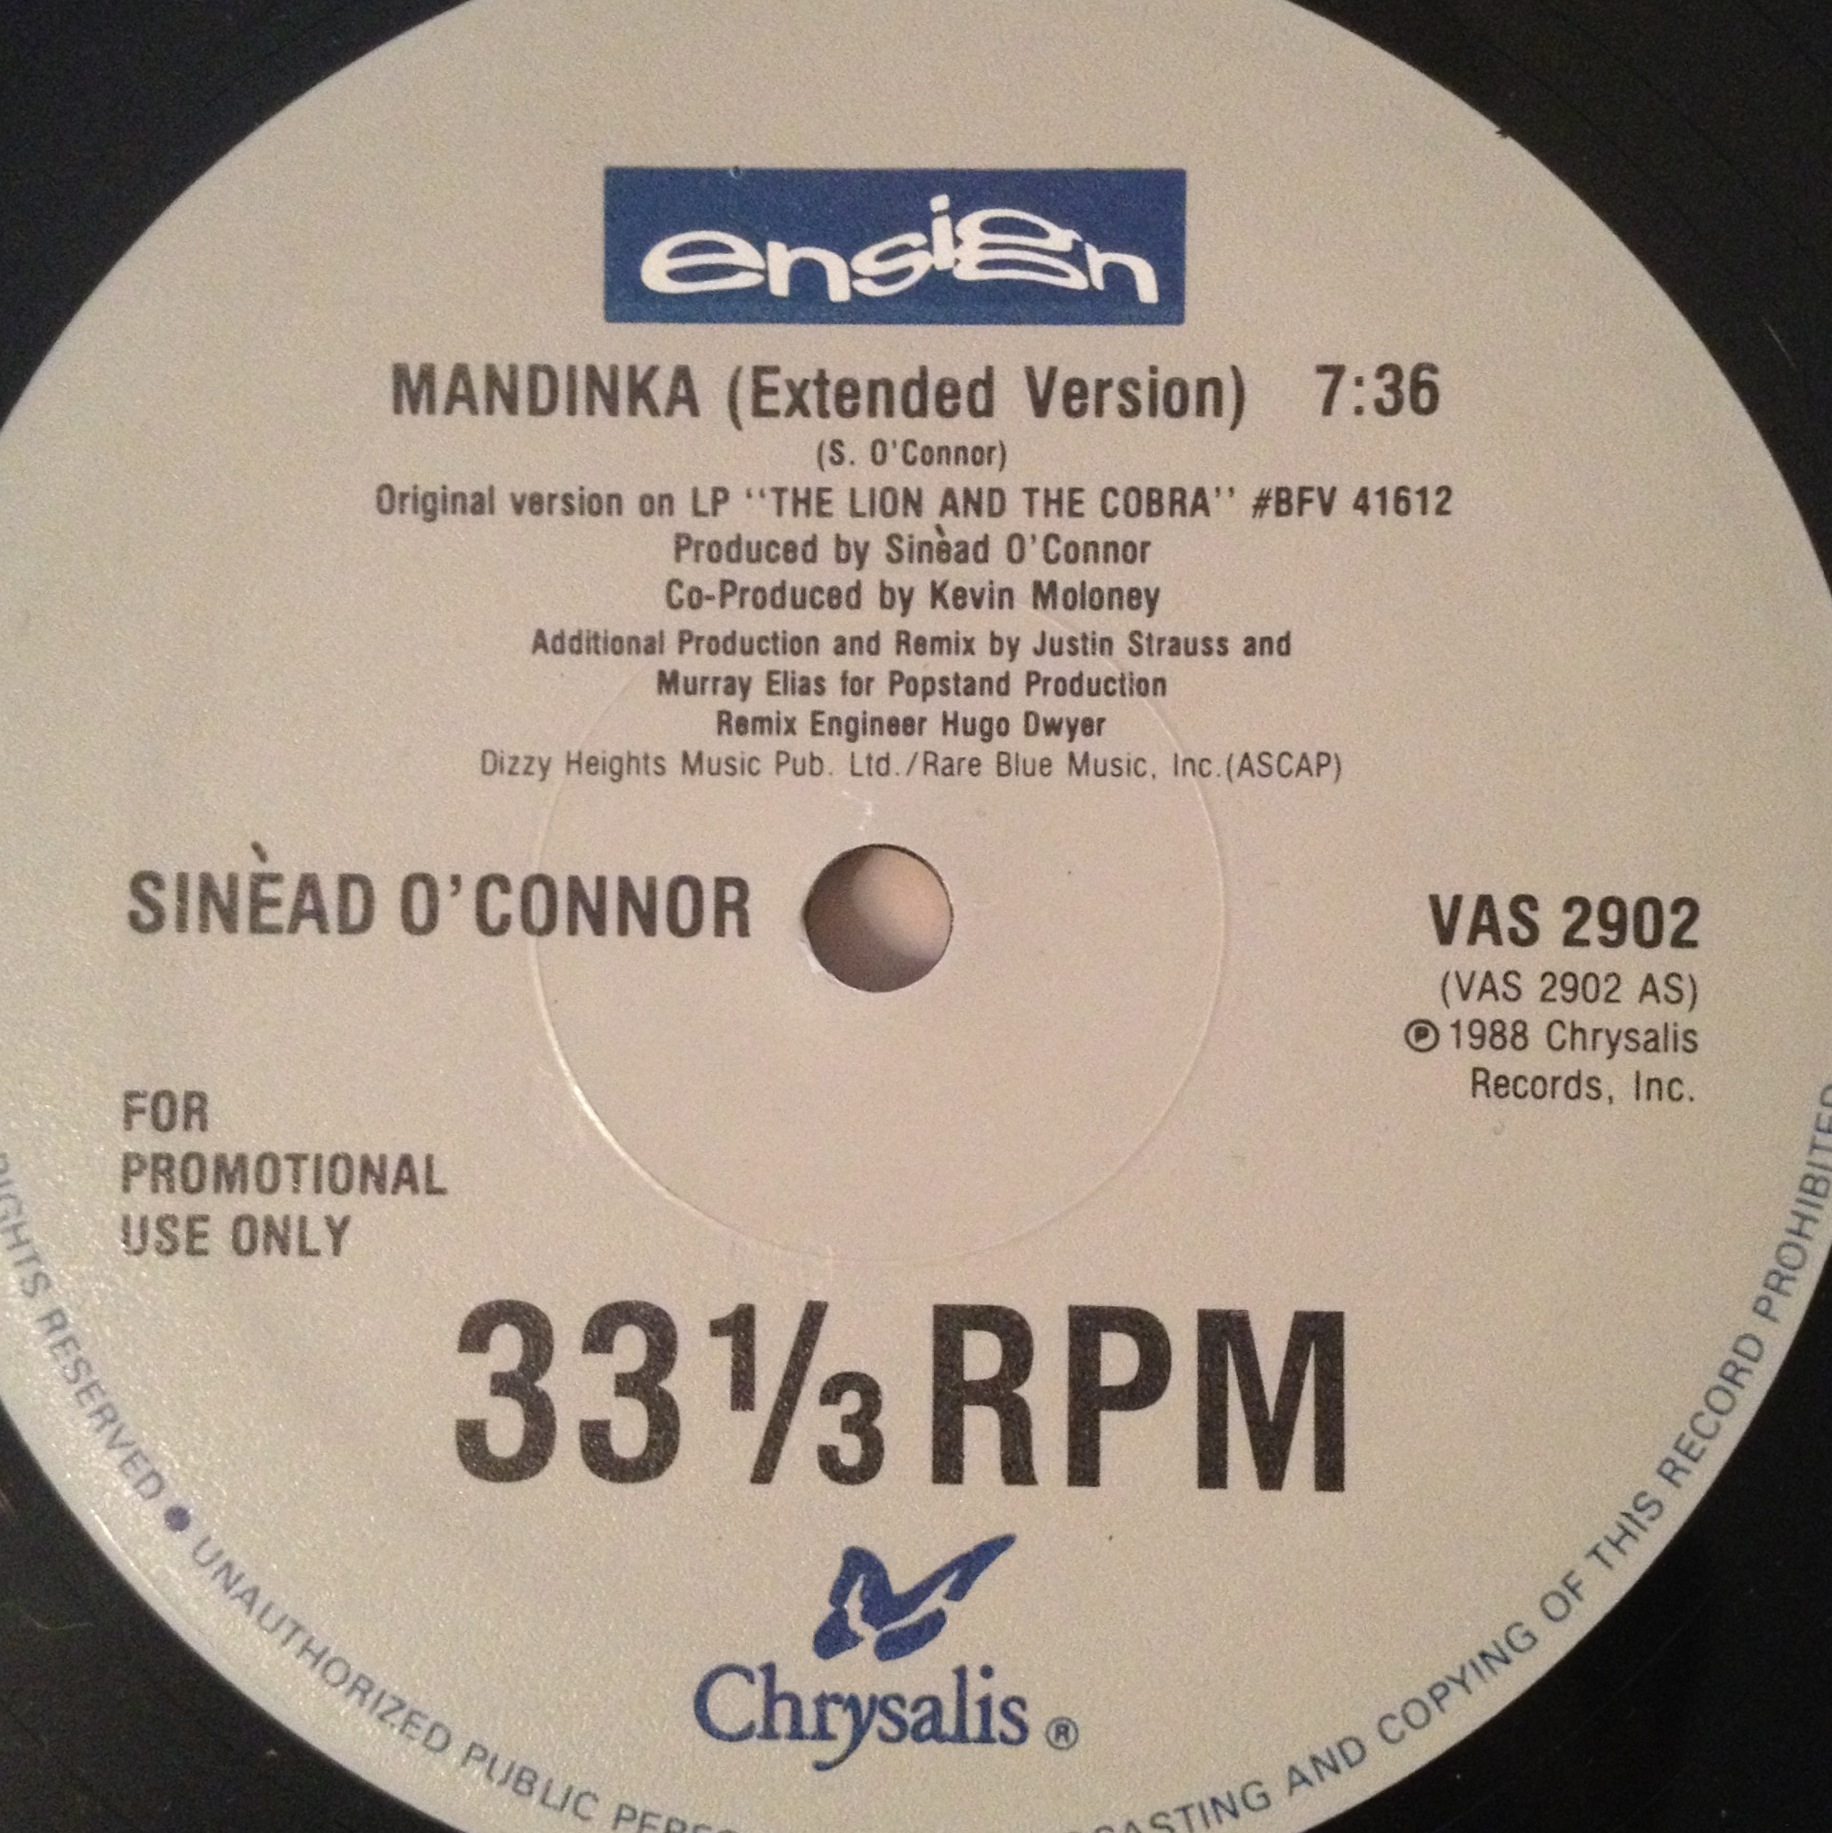 ensign
MANDINKA (Extended Version) 7:36
(S. O'Connor)
Original version on LP "THE LION AND THE COBRA" #BFV 41612
Produced by Sinèad O'Connor
Co-Produced by Kevin Moloney
Additional Production and Remix by Justin Strauss and
Murray Elias for Popstand Production
Remix Engineer Hugo Dwyer
Dizzy Heights Music Pub. Ltd./Rare Blue Music, Inc.(ASCAP)
SINÈAD O'CONNOR
VAS 2902
(VAS 2902 AS)
℗ 1988 Chrysalis
Records, Inc.
FOR
PROMOTIONAL
USE ONLY
33 1/3 RPM
Chrysalis ®
RIGHTS RESERVED • UNAUTHORIZED PUBLIC AND COPYING OF THIS RECORD PROHIBITED